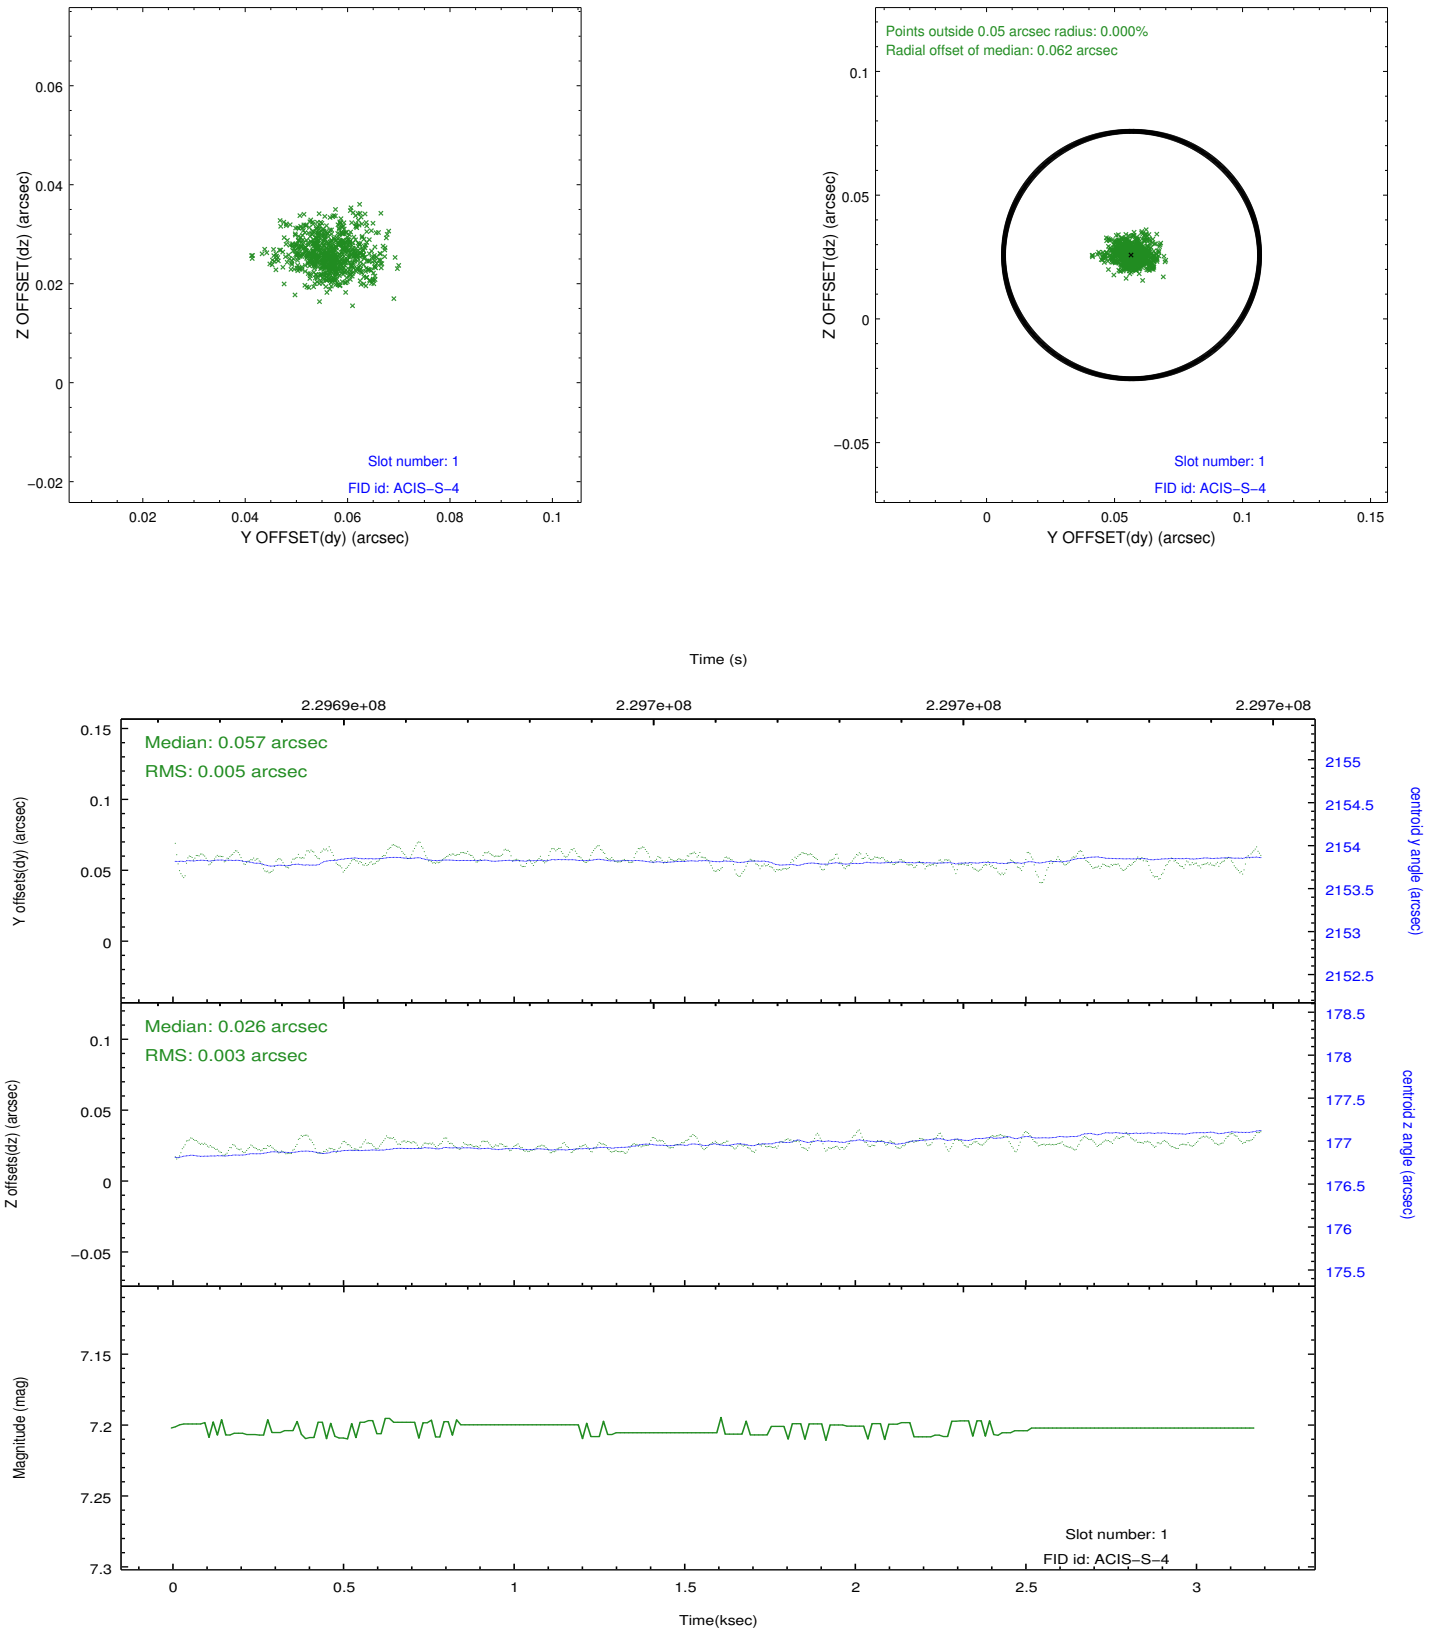 0.06
0.04
0.02
0
−0.02
Z OFFSET(dz) (arcsec)
Slot number: 1
FID id: ACIS−S−4
0.02 0.04 0.06 0.08 0.1
Y OFFSET(dy) (arcsec)
Points outside 0.05 arcsec radius: 0.000%
Radial offset of median: 0.062 arcsec
0.1
0.05
0
−0.05
Z OFFSET(dz) (arcsec)
Slot number: 1
FID id: ACIS−S−4
0 0.05 0.1 0.15
Y OFFSET(dy) (arcsec)
Time (s)
2.2969e+08 2.297e+08 2.297e+08 2.297e+08
Median: 0.057 arcsec
RMS: 0.005 arcsec
0.15
0.1
0.05
0
Y offsets(dy) (arcsec)
2155
2154.5
2154
2153.5
2153
2152.5
centroid y angle (arcsec)
Median: 0.026 arcsec
RMS: 0.003 arcsec
0.1
0.05
0
−0.05
Z offsets(dz) (arcsec)
178.5
178
177.5
177
176.5
176
175.5
centroid z angle (arcsec)
7.15
7.2
7.25
7.3
Magnitude (mag)
Slot number: 1
FID id: ACIS−S−4
0 0.5 1 1.5 2 2.5 3
Time(ksec)